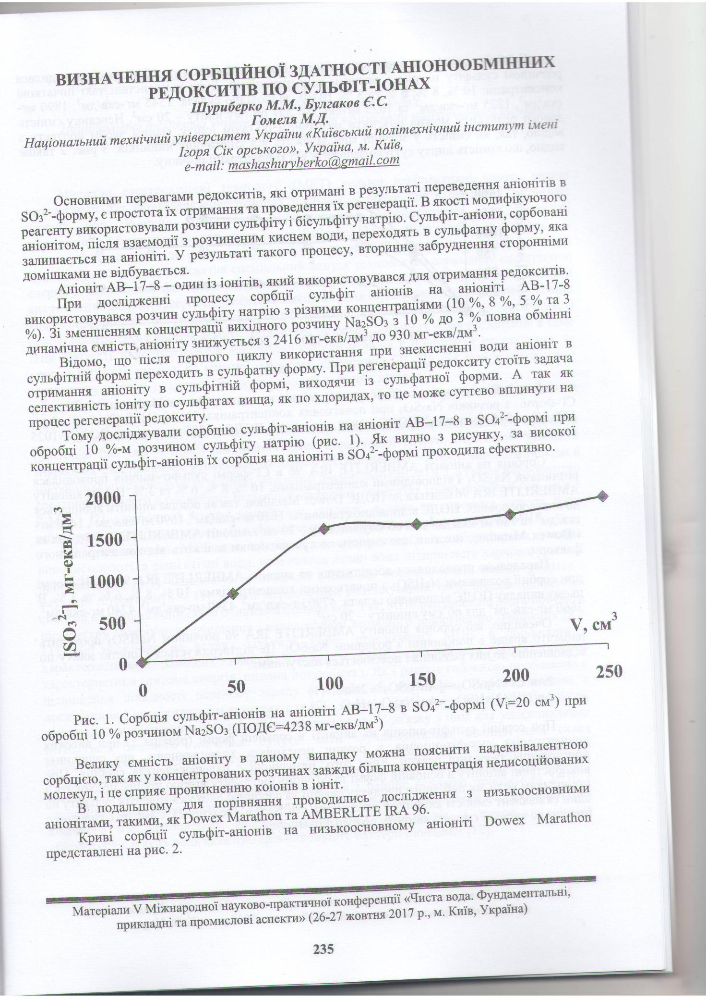 ВИЗНАЧЕННЯ СОРБЦІЙНОЇ ЗДАТНОСТІ АНІОНООБМІННИХ
РЕДОКСИТІВ ПО СУЛЬФІТ-ІОНАХ
Шуриберко М.М., Булгаков Є.С.
Гомеля М.Д.
Національний технічний університет України «Київський політехнічний інститут імені
Ігоря Сік орського», Україна, м. Київ,
e-mail: mashashuryberko@gmail.com
Основними перевагами редокситів, які отримані в результаті переведення аніонітів в
SO₃²⁻-форму, є простота їх отримання та проведення їх регенерації. В якості модифікуючого
реагенту використовували розчини сульфіту і бісульфіту натрію. Сульфіт-аніони, сорбовані
аніонітом, після взаємодії з розчиненим киснем води, переходять в сульфатну форму, яка
залишається на аніоніті. У результаті такого процесу, вторинне забруднення сторонніми
домішками не відбувається.
Аніоніт АВ–17–8 – один із іонітів, який використовувався для отримання редокситів.
При дослідженні процесу сорбції сульфіт аніонів на аніоніті АВ-17-8
використовувався розчин сульфіту натрію з різними концентраціями (10 %, 8 %, 5 % та 3
%). Зі зменшенням концентрації вихідного розчину Na₂SO₃ з 10 % до 3 % повна обмінні
динамічна ємність аніоніту знижується з 2416 мг-екв/дм³ до 930 мг-екв/дм³.
Відомо, що після першого циклу використання при знекисненні води аніоніт в
сульфітній формі переходить в сульфатну форму. При регенерації редокситу стоїть задача
отримання аніоніту в сульфітній формі, виходячи із сульфатної форми. А так як
селективність іоніту по сульфатах вища, як по хлоридах, то це може суттєво вплинути на
процес регенерації редокситу.
Тому досліджували сорбцію сульфіт-аніонів на аніоніт АВ–17–8 в SO₄²⁻-формі при
обробці 10 %-м розчином сульфіту натрію (рис. 1). Як видно з рисунку, за високої
концентрації сульфіт-аніонів їх сорбція на аніоніті в SO₄²⁻-формі проходила ефективно.
[SO₃²⁻], мг-екв/дм³
2000
1500
1000
500
0
V, см³
0 50 100 150 200 250
Рис. 1. Сорбція сульфіт-аніонів на аніоніті АВ–17–8 в SO₄²⁻-формі (Vі=20 см³) при
обробці 10 % розчином Na₂SO₃ (ПОДЄ=4238 мг-екв/дм³)
Велику ємність аніоніту в даному випадку можна пояснити надеквівалентною
сорбцією, так як у концентрованих розчинах завжди більша концентрація недисоційованих
молекул, і це сприяє проникненню коіонів в іоніт.
В подальшому для порівняння проводились дослідження з низькоосновними
аніонітами, такими, як Dowex Marathon та AMBERLITE IRA 96.
Криві сорбції сульфіт-аніонів на низькоосновному аніоніті Dowex Marathon
представлені на рис. 2.
Матеріали V Міжнародної науково-практичної конференції «Чиста вода. Фундаментальні,
прикладні та промислові аспекти» (26-27 жовтня 2017 р., м. Київ, Україна)
235